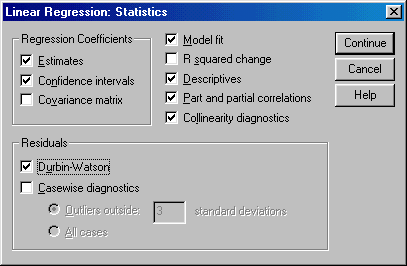 Linear Regression: Statistics
Regression Coefficients
Estimates
Confidence intervals
Covariance matrix
Model fit
R squared change
Descriptives
Part and partial correlations
Collinearity diagnostics
Continue
Cancel
Help
Residuals
Durbin-Watson
Casewise diagnostics
Outliers outside: 3 standard deviations
All cases